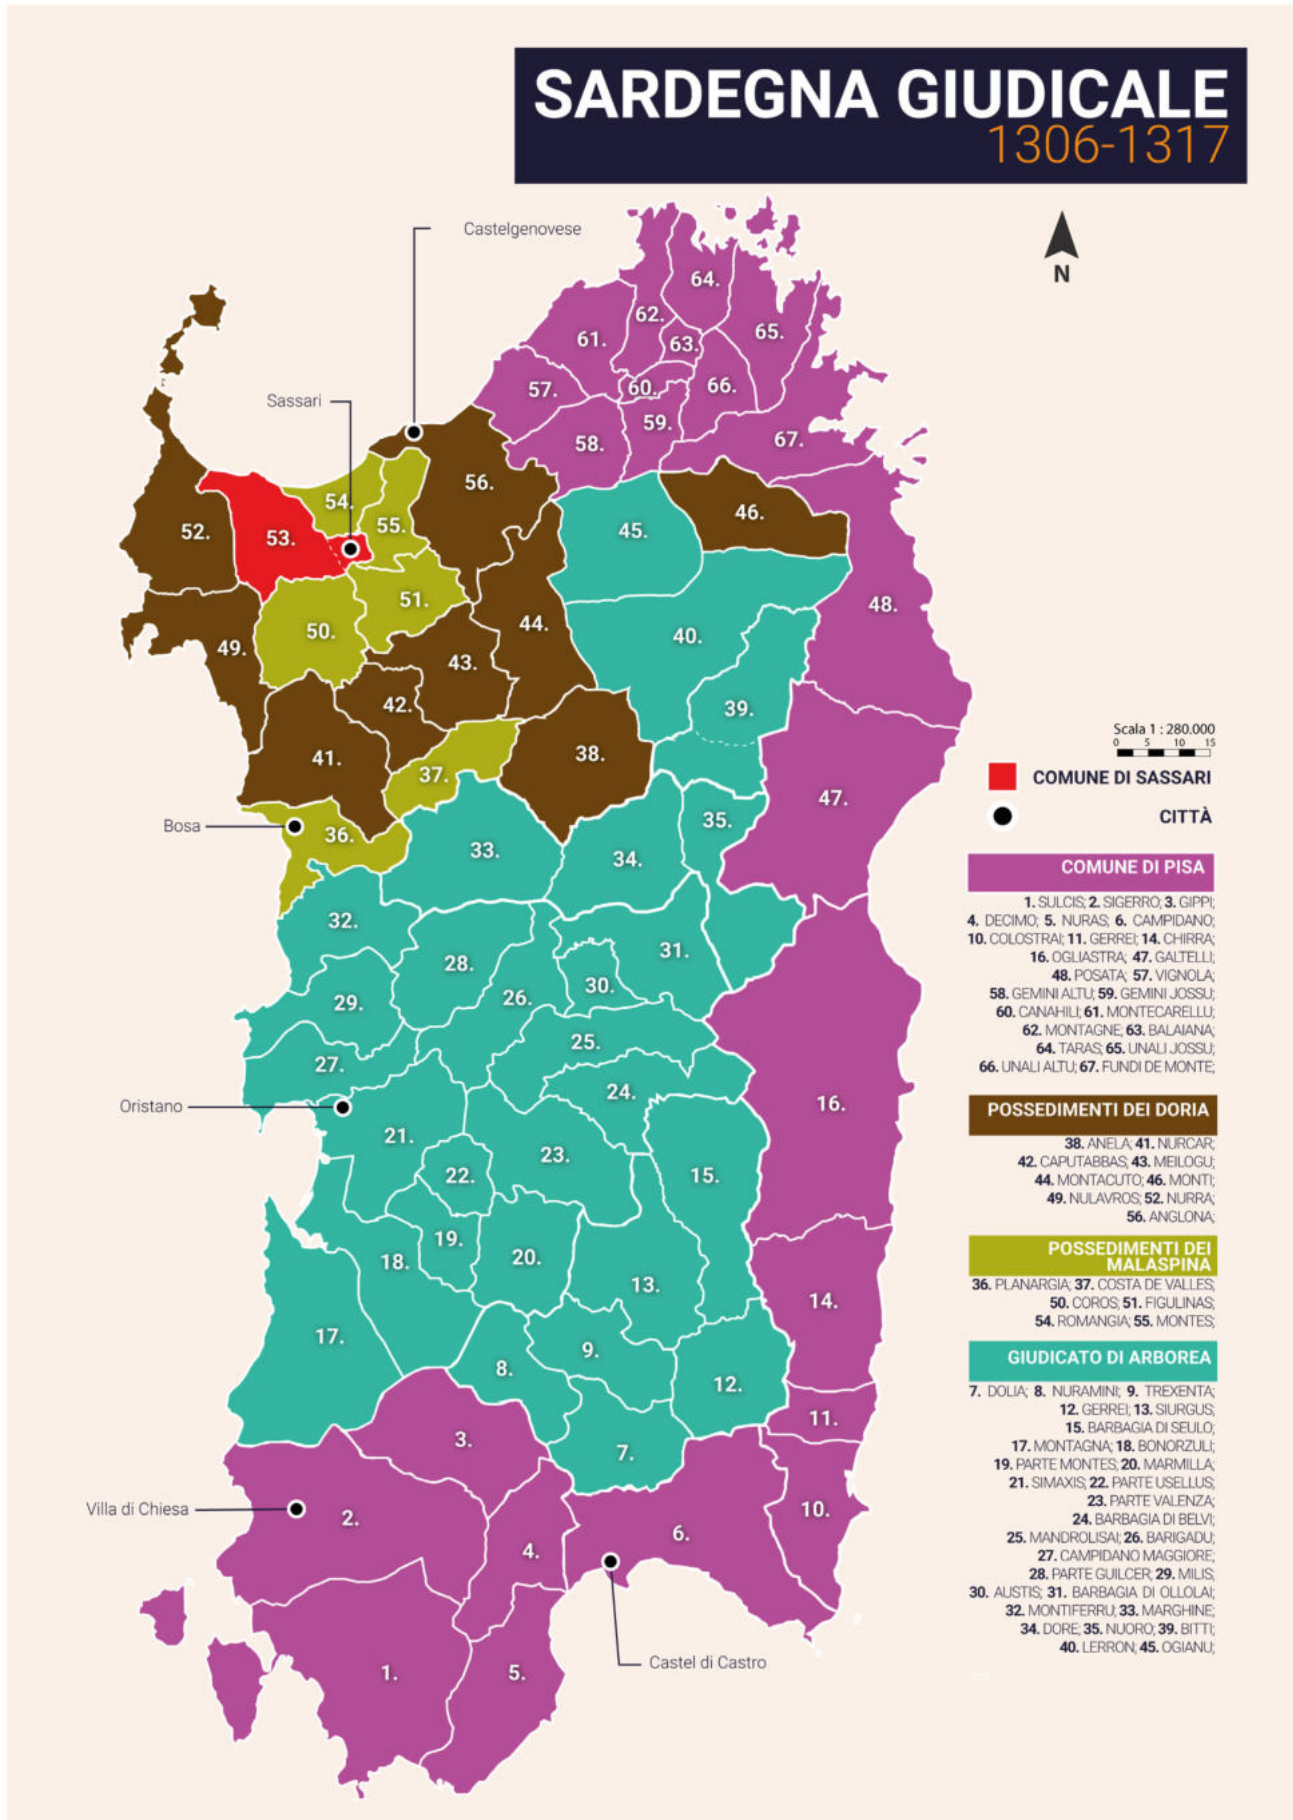 SARDEGNA GIUDICALE
1306-1317
Castelgenovese
N
64.
62.
65.
61.
63.
60.
66.
57.
Sassari
59.
58.
67.
56.
54.
46.
55.
45.
52.
53.
51.
48.
44.
50.
40.
49.
43.
42.
39.
38.
41.
37.
47.
Scala 1 : 280.000
0 5 10 15
COMUNE DI SASSARI
CITTÀ
Bosa
36.
35.
33.
34.
32.
31.
28.
30.
26.
29.
25.
27.
24.
Oristano
16.
21.
23.
22.
15.
19.
20.
18.
13.
14.
17.
9.
8.
12.
11.
3.
7.
Villa di Chiesa
2.
10.
6.
4.
Castel di Castro
1.
5.
COMUNE DI PISA
1. SULCIS; 2. SIGERRO; 3. GIPPI;
4. DECIMO; 5. NURAS; 6. CAMPIDANO;
10. COLOSTRAI; 11. GERREI; 14. CHIRRA;
16. OGLIASTRA; 47. GALTELLI;
48. POSATA; 57. VIGNOLA;
58. GEMINI ALTU; 59. GEMINI JOSSU;
60. CANAHILI; 61. MONTECARELLU;
62. MONTAGNE; 63. BALAIANA;
64. TARAS; 65. UNALI JOSSU;
66. UNALI ALTU; 67. FUNDI DE MONTE;
POSSEDIMENTI DEI DORIA
38. ANELA; 41. NURCAR;
42. CAPUTABBAS; 43. MEILOGU;
44. MONTACUTO; 46. MONTI;
49. NULAVROS; 52. NURRA;
56. ANGLONA;
POSSEDIMENTI DEI
MALASPINA
36. PLANARGIA; 37. COSTA DE VALLES;
50. COROS; 51. FIGULINAS;
54. ROMANGIA; 55. MONTES;
GIUDICATO DI ARBOREA
7. DOLIA; 8. NURAMINI; 9. TREXENTA;
12. GERREI; 13. SIURGUS;
15. BARBAGIA DI SEULO;
17. MONTAGNA; 18. BONORZULI;
19. PARTE MONTES; 20. MARMILLA;
21. SIMAXIS; 22. PARTE USELLUS;
23. PARTE VALENZA;
24. BARBAGIA DI BELVI;
25. MANDROLISAI; 26. BARIGADU;
27. CAMPIDANO MAGGIORE;
28. PARTE GUILCER; 29. MILIS;
30. AUSTIS; 31. BARBAGIA DI OLLOLAI;
32. MONTIFERRU; 33. MARGHINE;
34. DORE; 35. NUORO; 39. BITTI;
40. LERRON; 45. OGIANU;